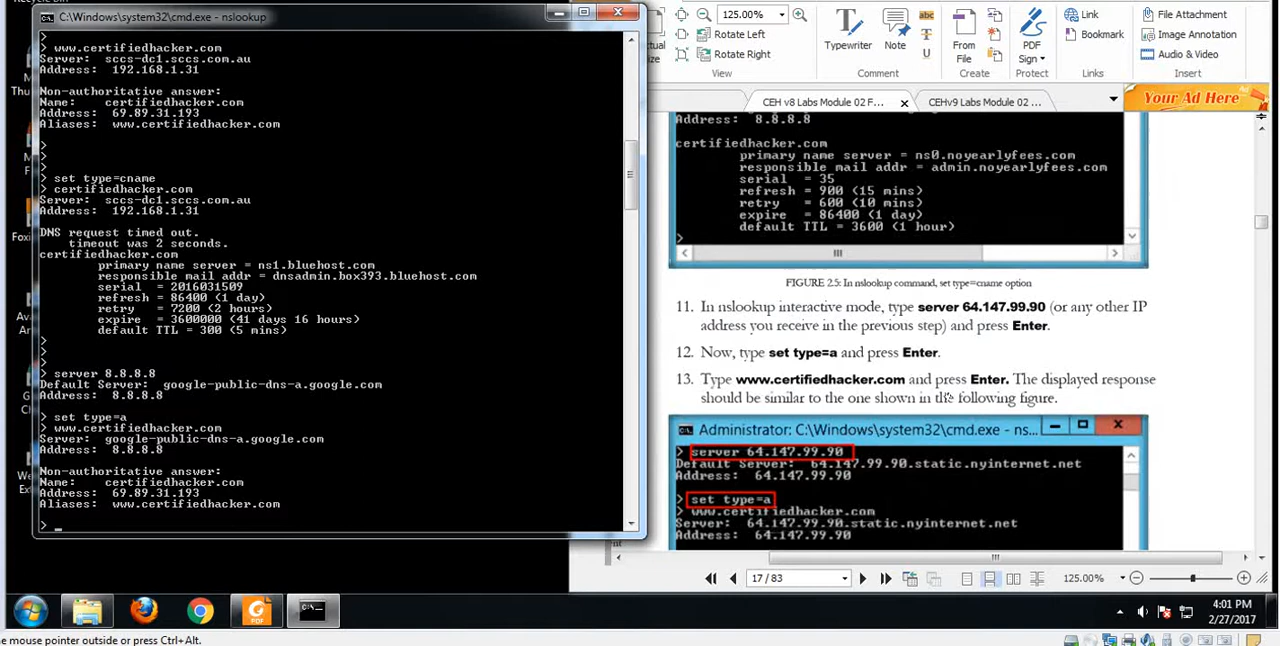 C:\Windows\system32\cmd.exe - nslookup
>
> www.certifiedhacker.com
Server:  sccs-dc1.sccs.com.au
Address:  192.168.1.31
Non-authoritative answer:
Name:    certifiedhacker.com
Address:  69.89.31.193
Aliases:  www.certifiedhacker.com
>
>
>
> set type=cname
> certifiedhacker.com
Server:  sccs-dc1.sccs.com.au
Address:  192.168.1.31
DNS request timed out.
timeout was 2 seconds.
certifiedhacker.com
primary name server = ns1.bluehost.com
responsible mail addr = dnsadmin.box393.bluehost.com
serial  = 2016031509
refresh = 86400 (1 day)
retry   = 7200 (2 hours)
expire  = 3600000 (41 days 16 hours)
default TTL = 300 (5 mins)
>
>
>
> server 8.8.8.8
Default Server:  google-public-dns-a.google.com
Address:  8.8.8.8
> set type=a
> www.certifiedhacker.com
Server:  google-public-dns-a.google.com
Address:  8.8.8.8
Non-authoritative answer:
Name:    certifiedhacker.com
Address:  69.89.31.193
Aliases:  www.certifiedhacker.com
> _
125.00%
Rotate Left
Rotate Right
View
Typewriter
Note
Comment
From File
Create
PDF Sign
Protect
Link
Bookmark
Links
File Attachment
Image Annotation
Audio & Video
Insert
CEH v8 Labs Module 02 F...
CEHv9 Labs Module 02 ...
Your Ad Here
Address:  8.8.8.8
certifiedhacker.com
primary name server = ns0.noyearlyfees.com
responsible mail addr = admin.noyearlyfees.com
serial  = 35
refresh = 900 (15 mins)
retry   = 600 (10 mins)
expire  = 86400 (1 day)
default TTL = 3600 (1 hour)
>
FIGURE 2.5: In nslookup command, set type=cname option
11. In nslookup interactive mode, type server 64.147.99.90 (or any other IP
address you receive in the previous step) and press Enter.
12. Now, type set type=a and press Enter.
13. Type www.certifiedhacker.com and press Enter. The displayed response
should be similar to the one shown in the following figure.
Administrator: C:\Windows\system32\cmd.exe - ns...
> server 64.147.99.90
Default Server:  64.147.99.90.static.nyinternet.net
Address:  64.147.99.90
> set type=a
> www.certifiedhacker.com
Server:  64.147.99.90.static.nyinternet.net
Address:  64.147.99.90
17 / 83
125.00%
4:01 PM
2/27/2017
e mouse pointer outside or press Ctrl+Alt.